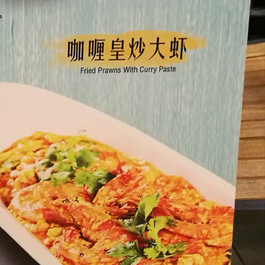 咖喱皇炒大虾
Fried Prawns With Curry Paste